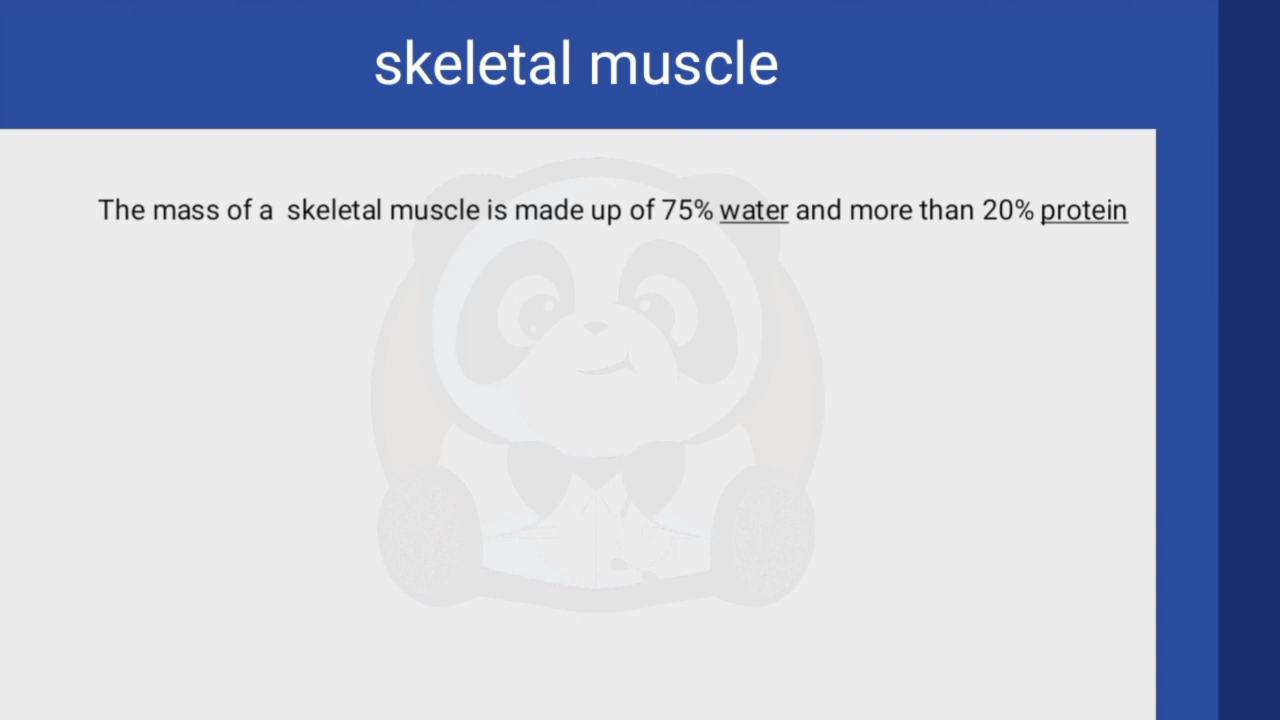 skeletal muscle
The mass of a  skeletal muscle is made up of 75% water and more than 20% protein